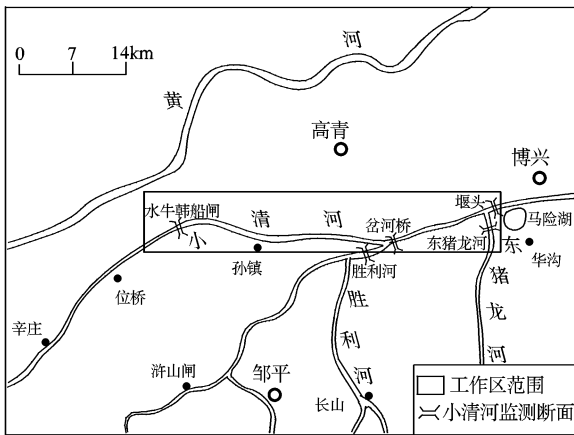 0 7 14km
黄
河
高青
博兴
水牛韩船闸
小
清
河
岔河桥
堰头
马险湖
东猪龙河
东
猪
龙
河
华沟
孙镇
胜利河
位桥
胜
利
河
辛庄
浒山闸
邹平
长山
工作区范围
小清河监测断面